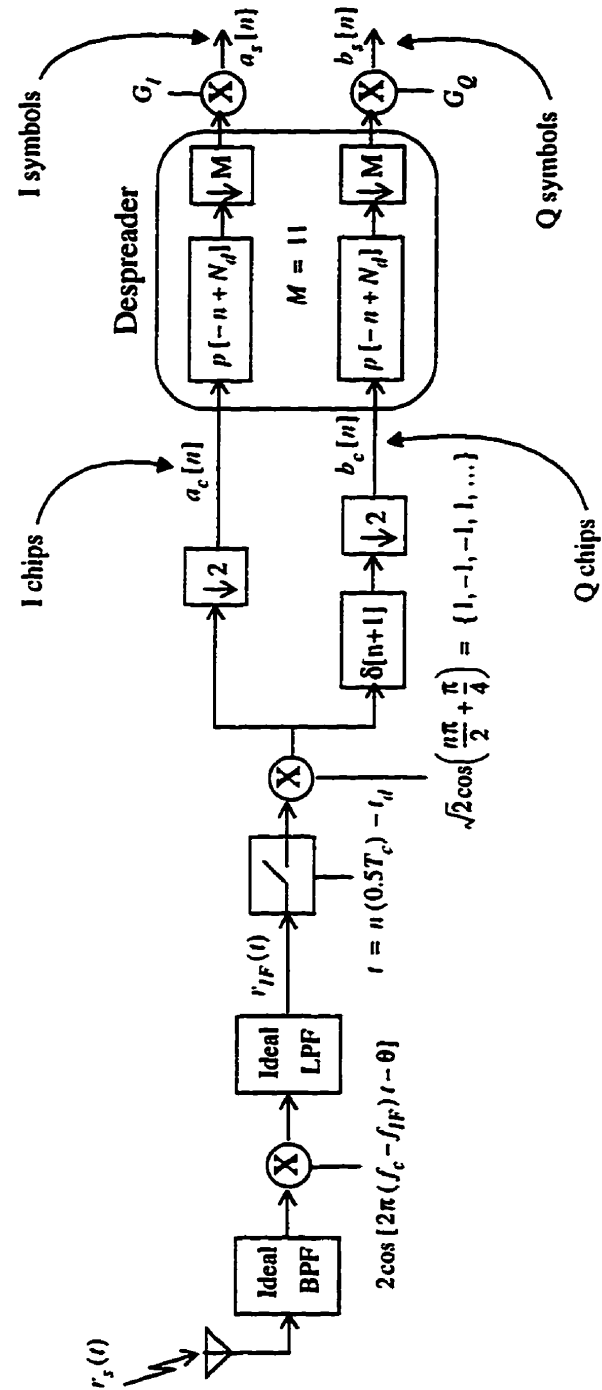 r_s(t)
Ideal
BPF
X
2cos [2π(f_c − f_IF) t − θ]
Ideal
LPF
r_IF(t)
t = n(0.5T_c) − t_d
X
√2cos(nπ/2 + π/4) = {1, −1, −1, 1, ...}
↓2
δ[n+1]
↓2
I chips
a_c[n]
b_c[n]
Q chips
Despreader
p[−n + N_d]
↓M
M = 11
p[−n + N_d]
↓M
G_I
X
a_s[n]
I symbols
X
G_Q
b_s[n]
Q symbols